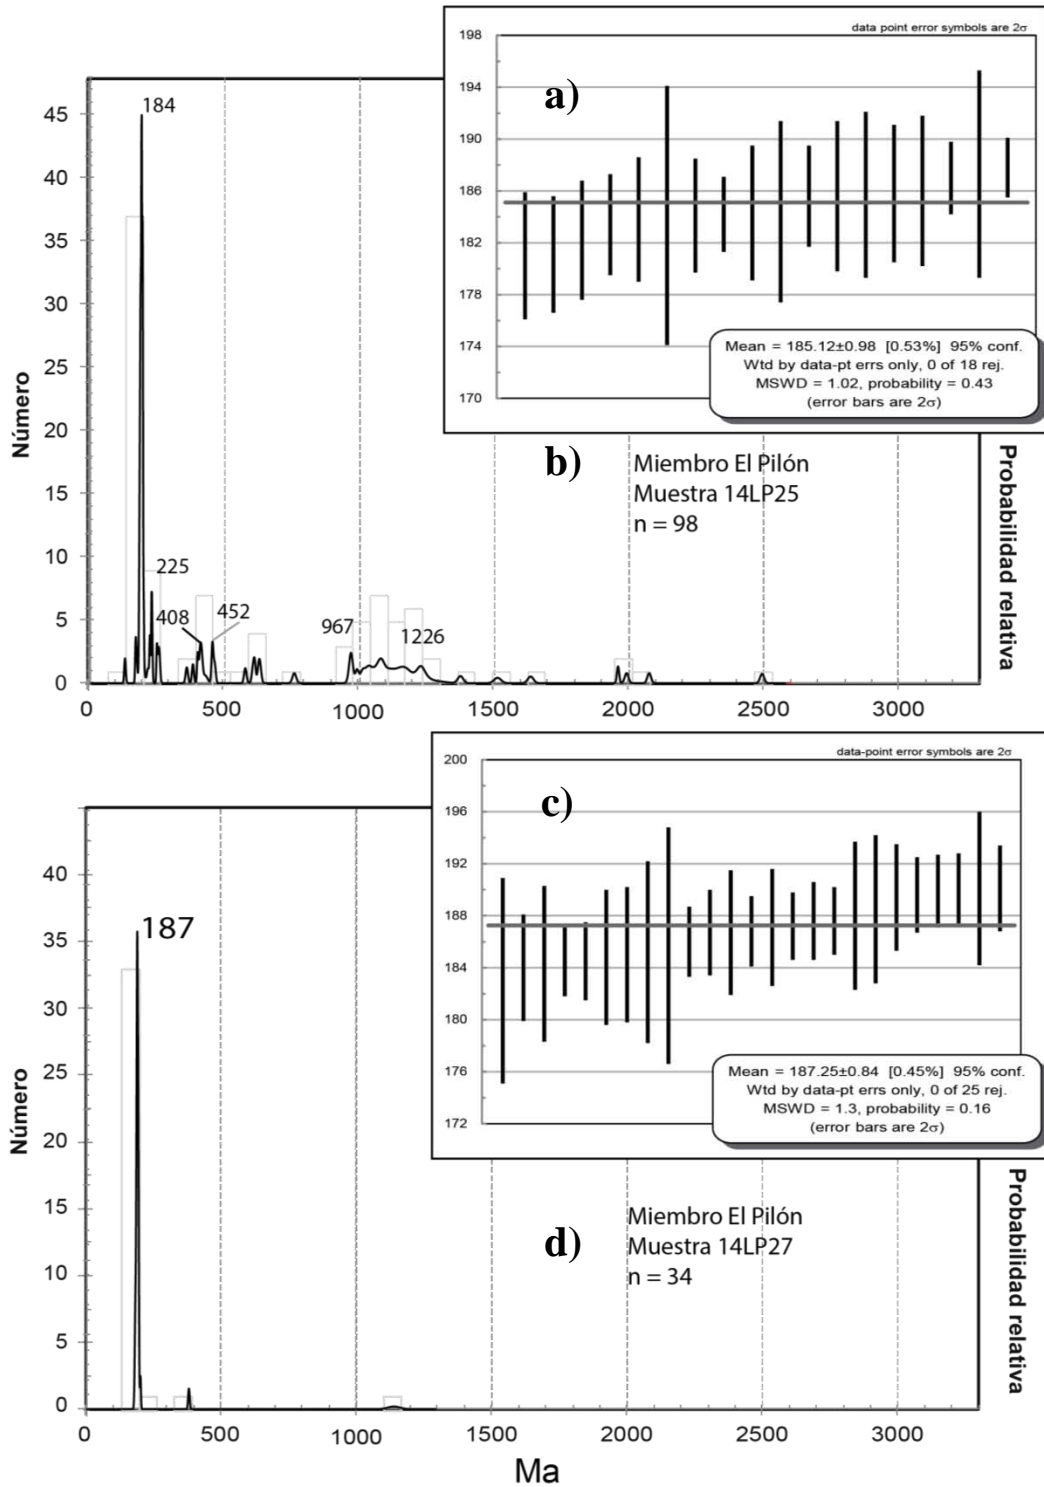 data point error symbols are 2σ
198
194
190
186
182
178
174
170
a)
Mean = 185.12±0.98 [0.53%] 95% conf.
Wtd by data-pt errs only, 0 of 18 rej.
MSWD = 1.02, probability = 0.43
(error bars are 2σ)
45
40
35
30
25
20
15
10
5
0
Número
184
225
408
452
967
1226
b)
Miembro El Pilón
Muestra 14LP25
n = 98
Probabilidad relativa
0
500
1000
1500
2000
2500
3000
data-point error symbols are 2σ
200
196
192
188
184
180
176
172
c)
Mean = 187.25±0.84 [0.45%] 95% conf.
Wtd by data-pt errs only, 0 of 25 rej.
MSWD = 1.3, probability = 0.16
(error bars are 2σ)
40
35
30
25
20
15
10
5
0
Número
187
d)
Miembro El Pilón
Muestra 14LP27
n = 34
Probabilidad relativa
0
500
1000
1500
2000
2500
3000
Ma